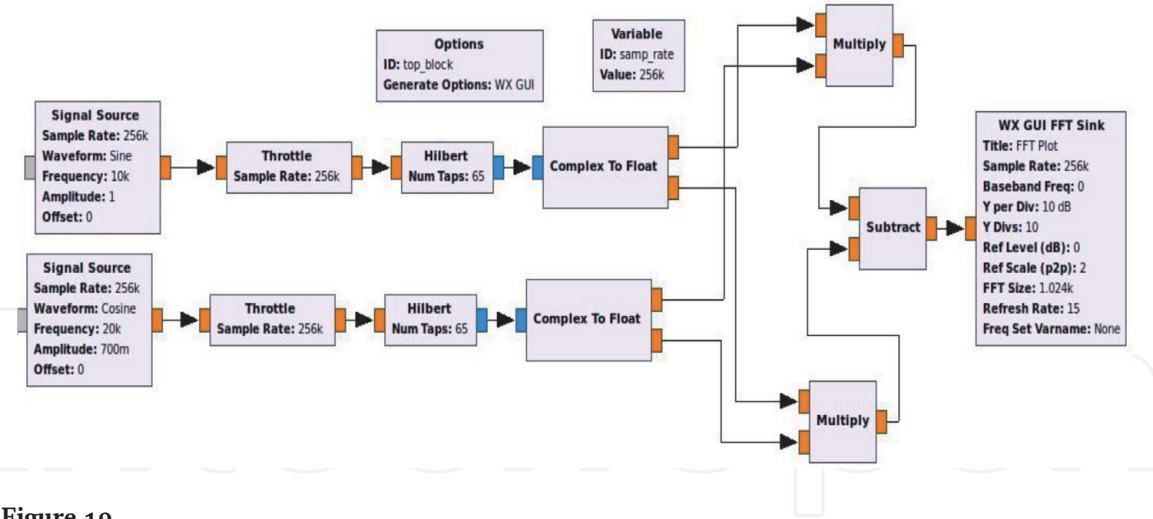 Options
ID: top_block
Generate Options: WX GUI
Variable
ID: samp_rate
Value: 256k
Multiply
Signal Source
Sample Rate: 256k
Waveform: Sine
Frequency: 10k
Amplitude: 1
Offset: 0
Throttle
Sample Rate: 256k
Hilbert
Num Taps: 65
Complex To Float
WX GUI FFT Sink
Title: FFT Plot
Sample Rate: 256k
Baseband Freq: 0
Y per Div: 10 dB
Y Divs: 10
Ref Level (dB): 0
Ref Scale (p2p): 2
FFT Size: 1.024k
Refresh Rate: 15
Freq Set Varname: None
Subtract
Signal Source
Sample Rate: 256k
Waveform: Cosine
Frequency: 20k
Amplitude: 700m
Offset: 0
Throttle
Sample Rate: 256k
Hilbert
Num Taps: 65
Complex To Float
Multiply
Figure 19